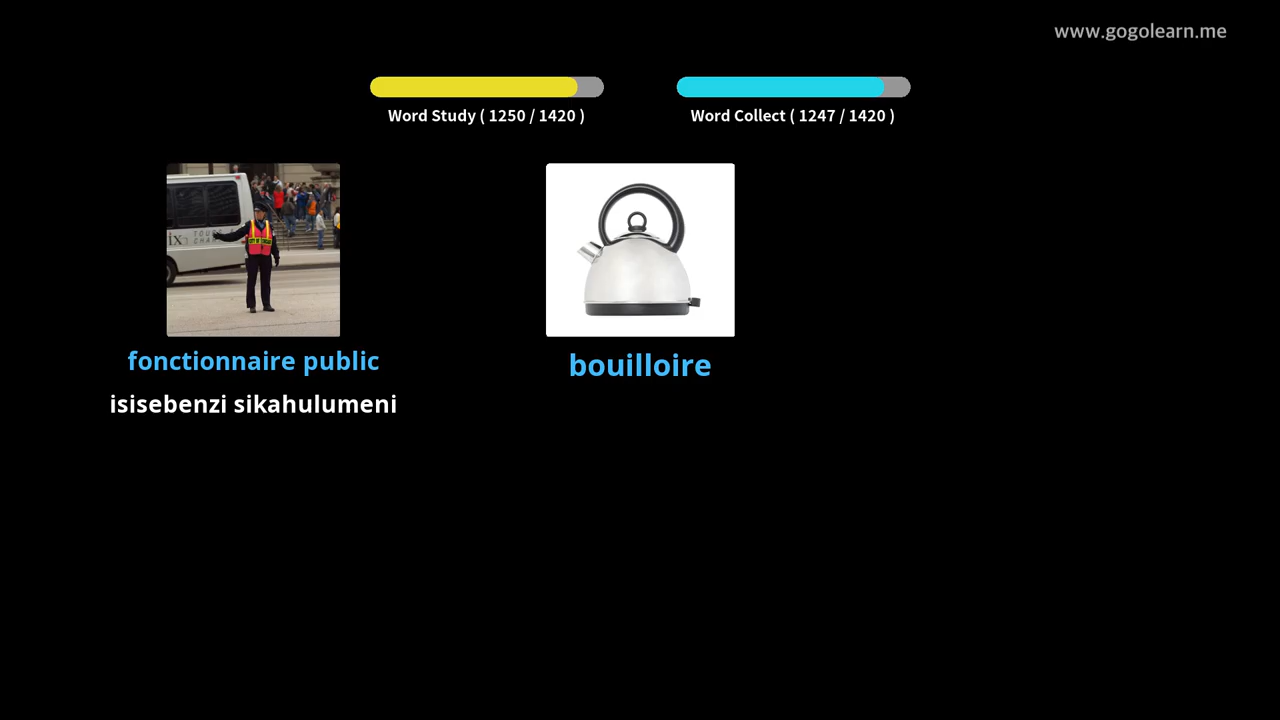 www.gogolearn.me
Word Study ( 1250 / 1420 )
Word Collect ( 1247 / 1420 )
fonctionnaire public
isisebenzi sikahulumeni
bouilloire